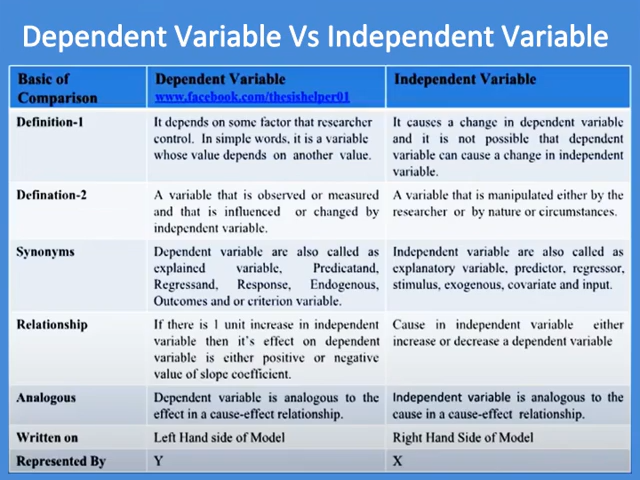 Dependent Variable Vs Independent Variable
Basic of Comparison | Dependent Variable www.facebook.com/thesishelper01 | Independent Variable
Definition-1
It depends on some factor that researcher
control. In simple words, it is a variable
whose value depends on another value.
It causes a change in dependent variable
and it is not possible that dependent
variable can cause a change in independent
variable.
Defination-2
A variable that is observed or measured
and that is influenced or changed by
independent variable.
A variable that is manipulated either by the
researcher or by nature or circumstances.
Synonyms
Dependent variable are also called as
explained variable, Predicatand,
Regressand, Response, Endogenous,
Outcomes and or criterion variable.
Independent variable are also called as
explanatory variable, predictor, regressor,
stimulus, exogenous, covariate and input.
Relationship
If there is 1 unit increase in independent
variable then it's effect on dependent
variable is either positive or negative
value of slope coefficient.
Cause in independent variable either
increase or decrease a dependent variable
Analogous
Dependent variable is analogous to the
effect in a cause-effect relationship.
Independent variable is analogous to the
cause in a cause-effect relationship.
Written on
Left Hand side of Model
Right Hand Side of Model
Represented By
Y
X